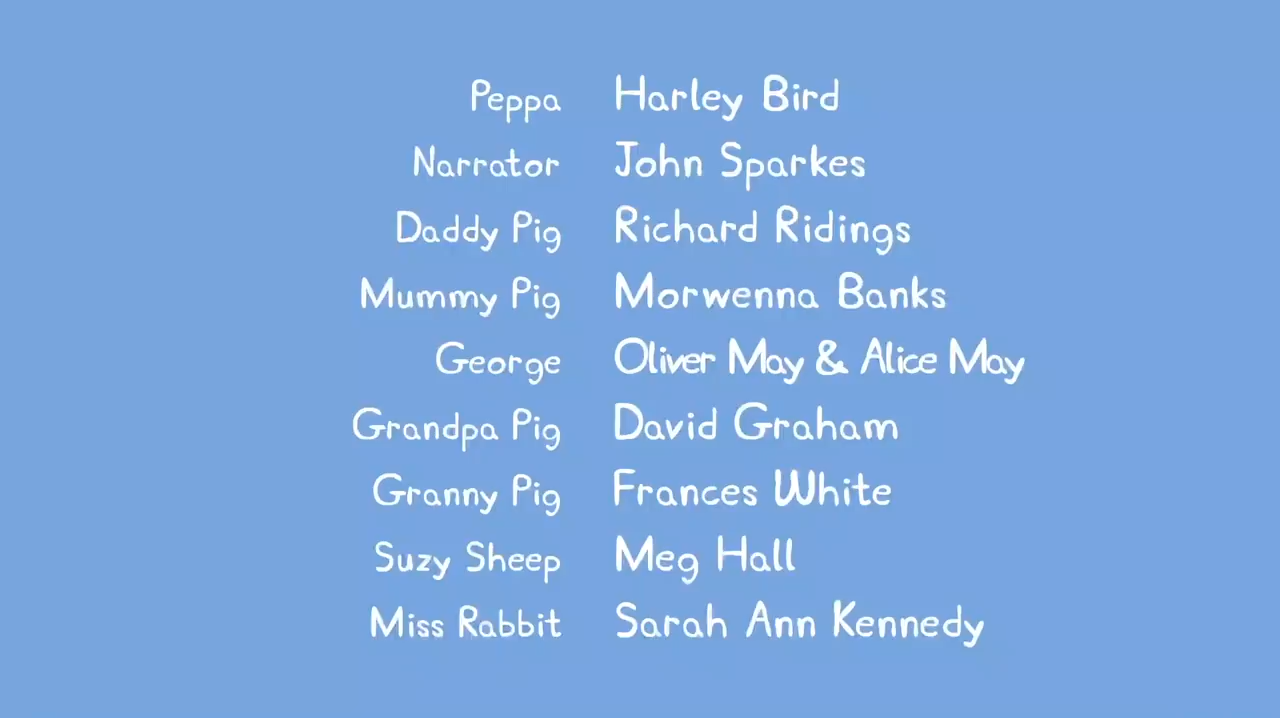 Peppa Harley Bird
Narrator John Sparkes
Daddy Pig Richard Ridings
Mummy Pig Morwenna Banks
George Oliver May & Alice May
Grandpa Pig David Graham
Granny Pig Frances White
Suzy Sheep Meg Hall
Miss Rabbit Sarah Ann Kennedy